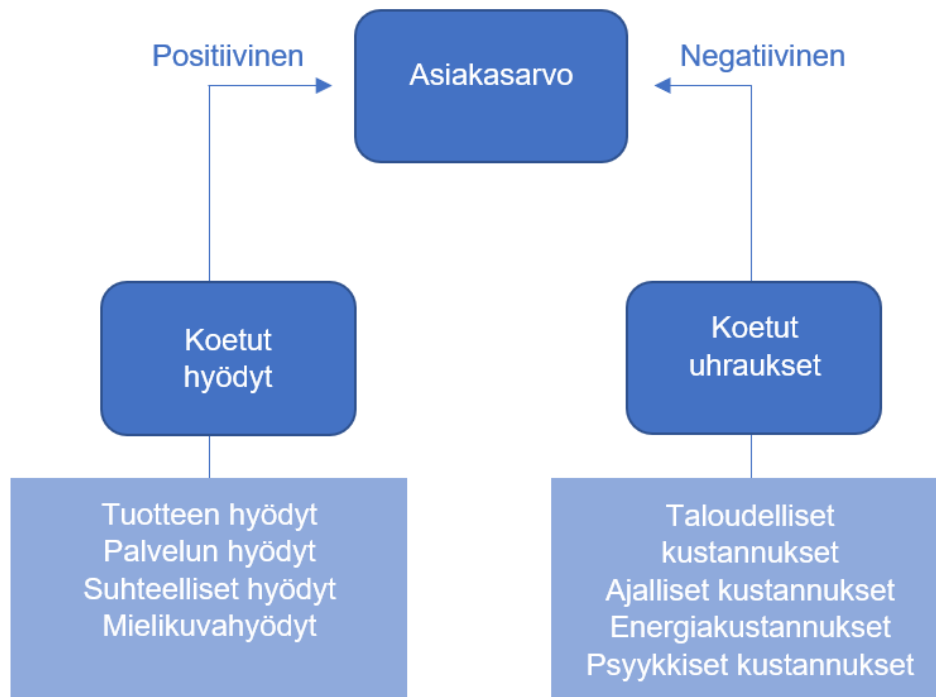 Positiivinen
Asiakasarvo
Negatiivinen
Koetut
hyödyt
Koetut
uhraukset
Tuotteen hyödyt
Palvelun hyödyt
Suhteelliset hyödyt
Mielikuvahyödyt
Taloudelliset
kustannukset
Ajalliset kustannukset
Energiakustannukset
Psyykkiset kustannukset